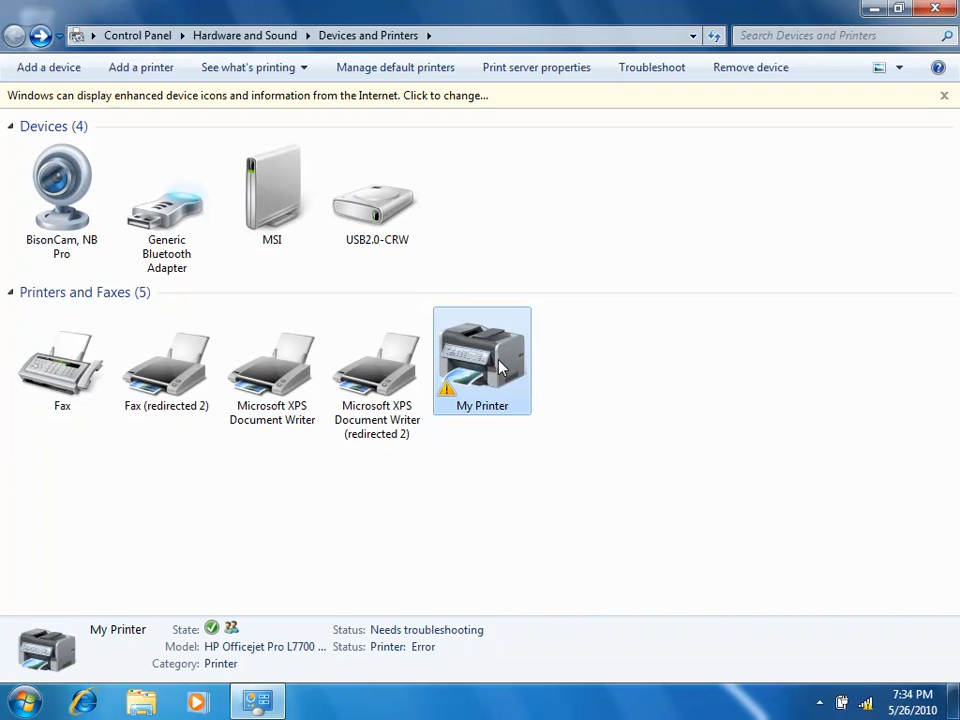 Control Panel Hardware and Sound Devices and Printers Search Devices and Printers
Add a device Add a printer See what's printing Manage default printers Print server properties Troubleshoot Remove device
Windows can display enhanced device icons and information from the Internet. Click to change...
Devices (4)
BisonCam, NB
Pro
Generic
Bluetooth
Adapter
MSI
USB2.0-CRW
Printers and Faxes (5)
Fax
Fax (redirected 2)
Microsoft XPS
Document Writer
Microsoft XPS
Document Writer
(redirected 2)
My Printer
My Printer State: Status: Needs troubleshooting
Model: HP Officejet Pro L7700 ... Status: Printer: Error
Category: Printer
7:34 PM
5/26/2010